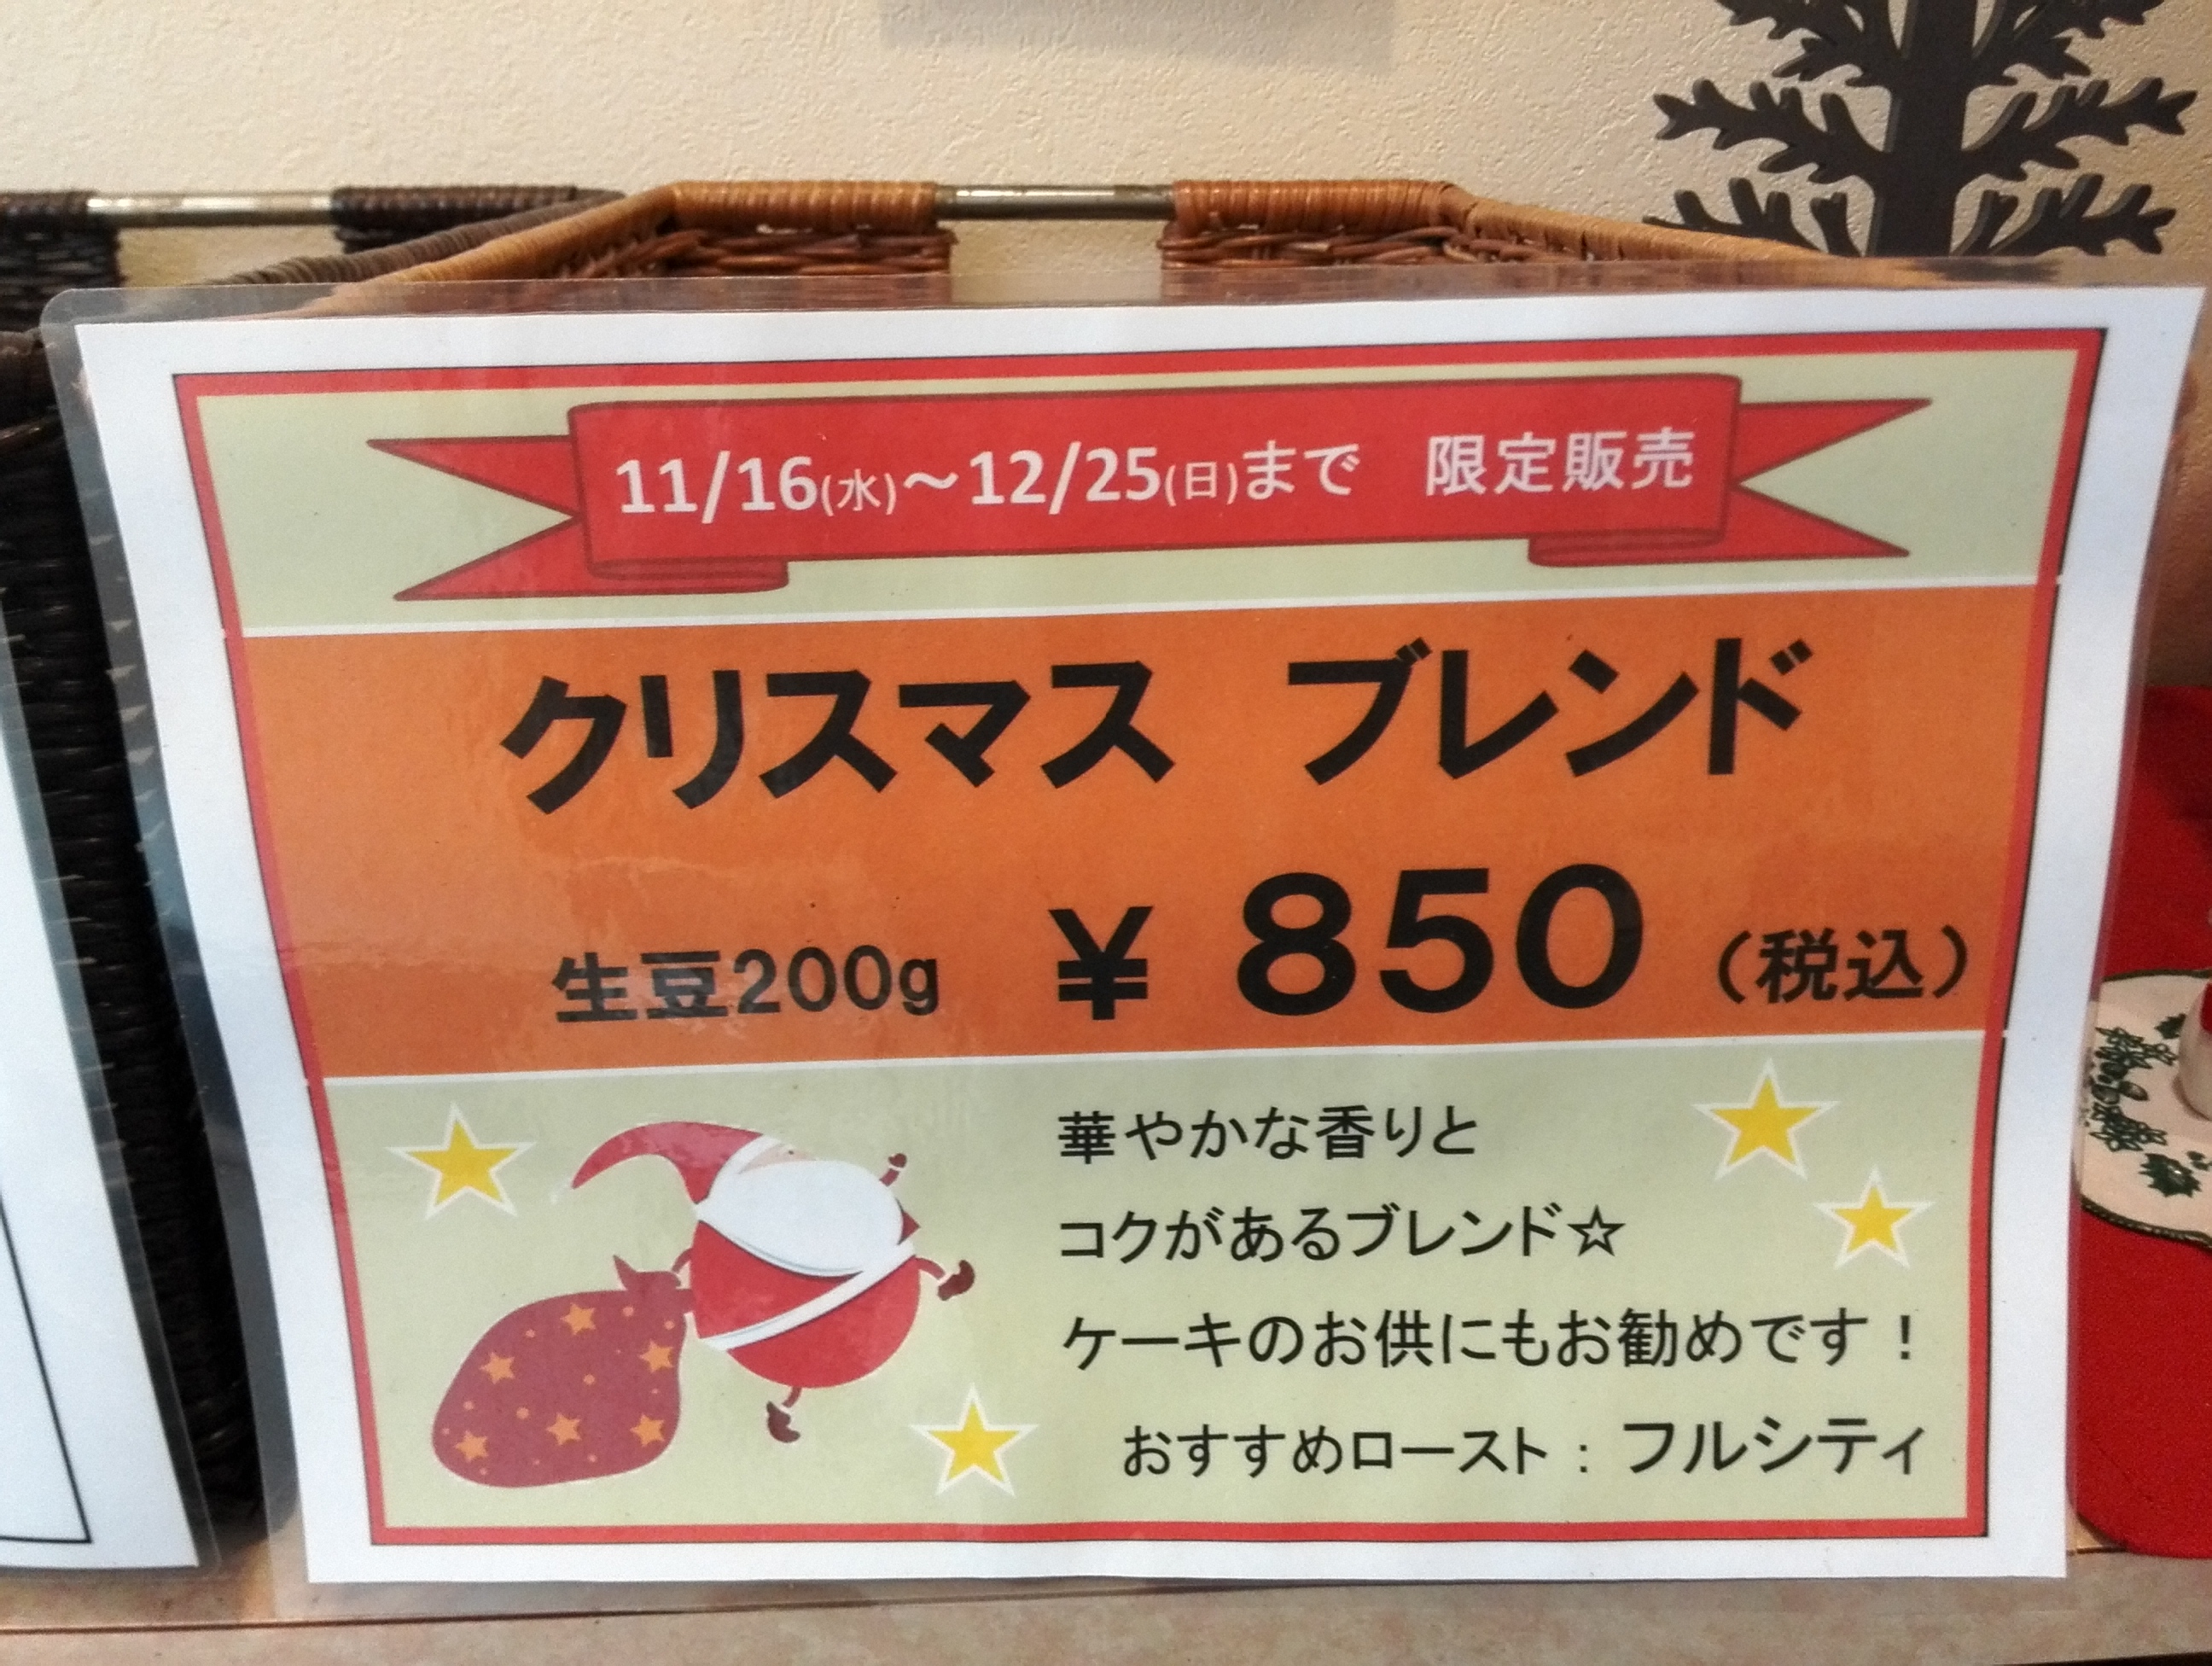 11/16(水)～12/25(日)まで　限定販売
クリスマス　ブレンド
生豆200g　¥ 850（税込）
華やかな香りと
コクがあるブレンド☆
ケーキのお供にもお勧めです！
おすすめロースト：フルシティ